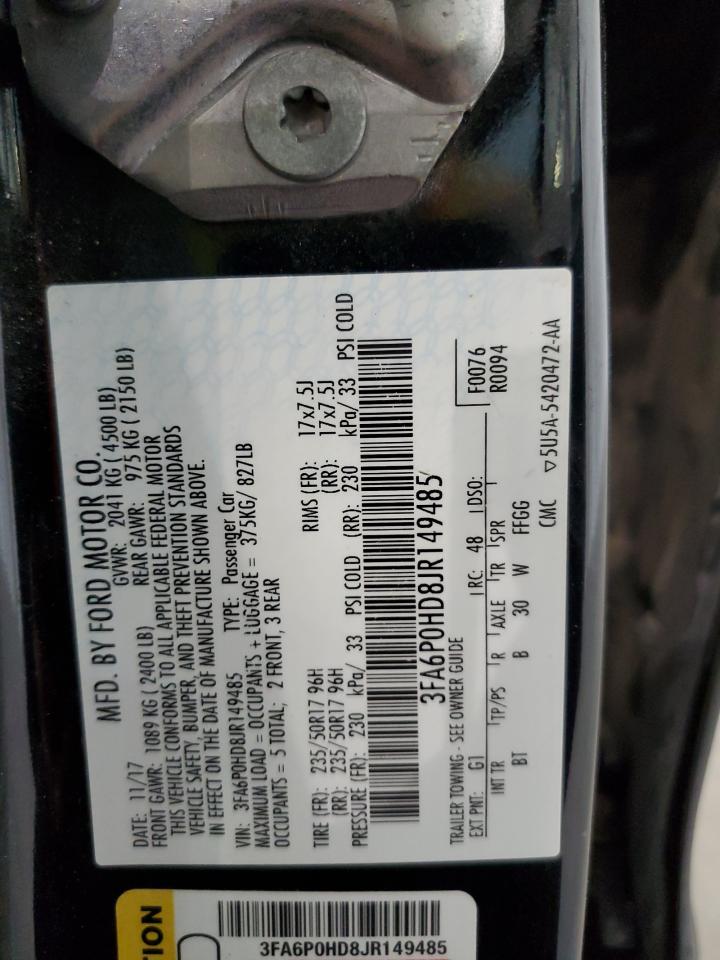 MFD. BY FORD MOTOR CO.
DATE: 11/17 GVWR: 2041 KG ( 4500 LB)
FRONT GAWR: 1089 KG ( 2400 LB) REAR GAWR: 975 KG ( 2150 LB)
THIS VEHICLE CONFORMS TO ALL APPLICABLE FEDERAL MOTOR
VEHICLE SAFETY, BUMPER, AND THEFT PREVENTION STANDARDS
IN EFFECT ON THE DATE OF MANUFACTURE SHOWN ABOVE.
VIN: 3FA6P0HD8JR149485 TYPE: Passenger Car
MAXIMUM LOAD = OCCUPANTS + LUGGAGE = 375KG/ 827LB
OCCUPANTS = 5 TOTAL; 2 FRONT, 3 REAR
TIRE (FR): 235/50R17 96H RIMS (FR): 17x7.5J
(RR): 235/50R17 96H (RR): 17x7.5J
PRESSURE (FR): 230 kPa/ 33 PSI COLD (RR): 230 kPa/ 33 PSI COLD
3FA6P0HD8JR149485
TRAILER TOWING - SEE OWNER GUIDE F0076
EXT PNT: G1 RC: 48 DSO: R0094
INT TR TP/PS R AXLE TR SPR
BT B 30 W FFGG
CMC ▽5U5A-5420472-AA
3FA6P0HD8JR149485